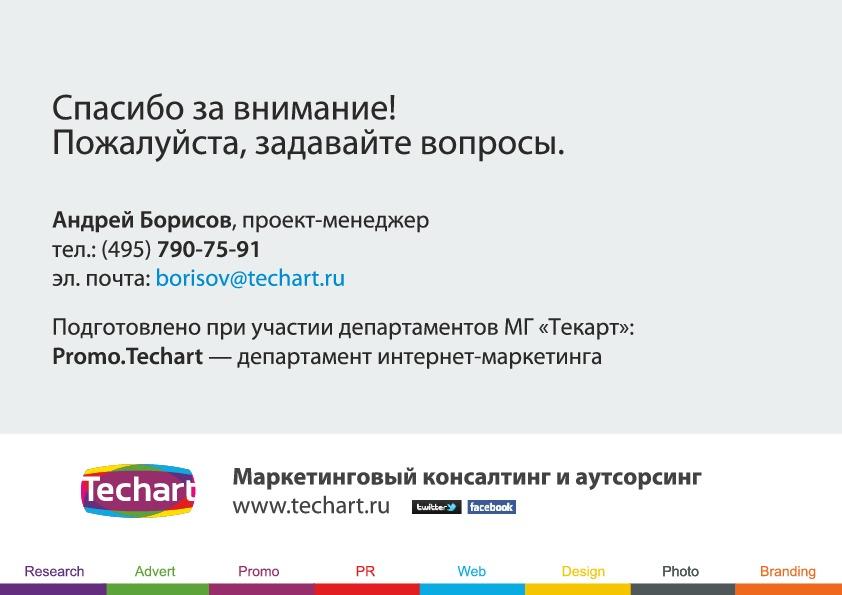 Спасибо за внимание!
Пожалуйста, задавайте вопросы.
Андрей Борисов, проект-менеджер
тел.: (495) 790-75-91
эл. почта: borisov@techart.ru
Подготовлено при участии департаментов МГ «Текарт»:
Promo.Techart — департамент интернет-маркетинга
Techart
Маркетинговый консалтинг и аутсорсинг
www.techart.ru twitter facebook
Research Advert Promo PR Web Design Photo Branding